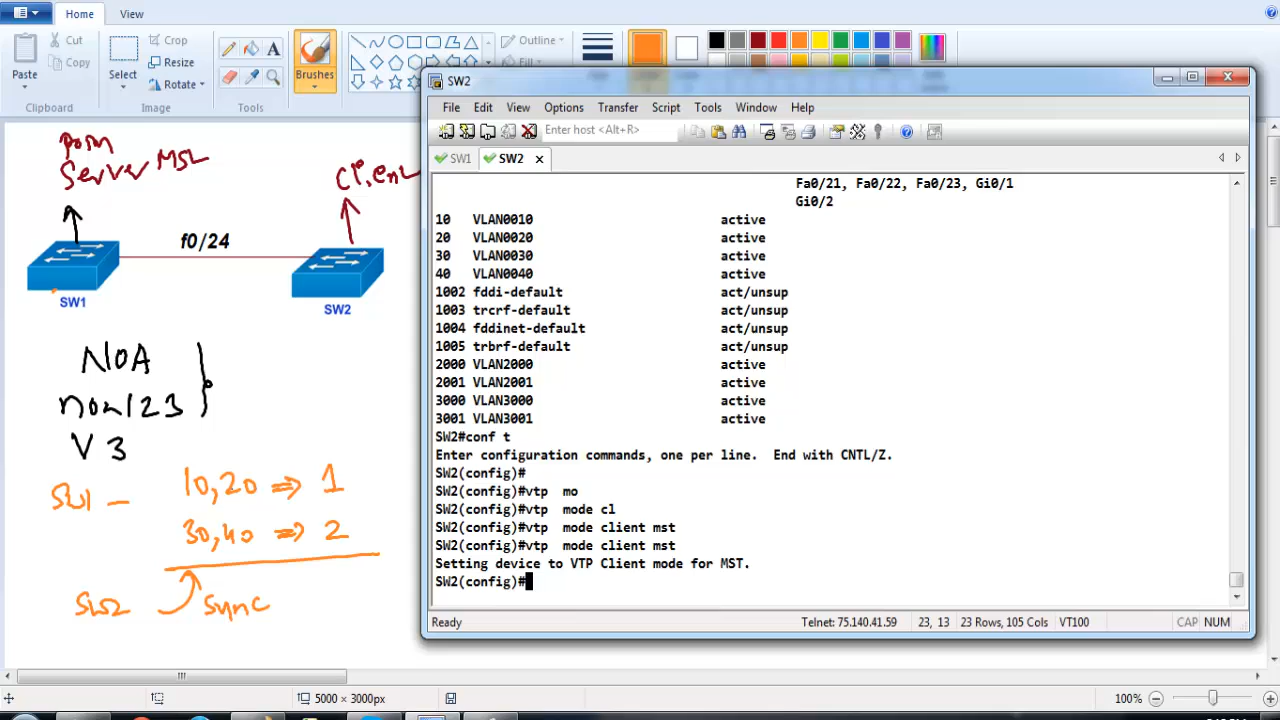 Home
View
Paste
Cut
Copy
Clipboard
Select
Crop
Resize
Rotate
Image
Tools
Brushes
Outline
Fill
Server MST
f0/24
SW1
SW2
NOA
noa123
V 3
SW1 - 10,20 => 1
30,40 => 2
SW2
Sync
SW2
File Edit View Options Transfer Script Tools Window Help
Enter host <Alt+R>
SW1
SW2
Fa0/21, Fa0/22, Fa0/23, Gi0/1
Gi0/2
10 VLAN0010 active
20 VLAN0020 active
30 VLAN0030 active
40 VLAN0040 active
1002 fddi-default act/unsup
1003 trcrf-default act/unsup
1004 fddinet-default act/unsup
1005 trbrf-default act/unsup
2000 VLAN2000 active
2001 VLAN2001 active
3000 VLAN3000 active
3001 VLAN3001 active
SW2#conf t
Enter configuration commands, one per line. End with CNTL/Z.
SW2(config)#
SW2(config)#vtp mo
SW2(config)#vtp mode cl
SW2(config)#vtp mode client mst
SW2(config)#vtp mode client mst
Setting device to VTP Client mode for MST.
SW2(config)#
Ready
Telnet: 75.140.41.59
23, 13
23 Rows, 105 Cols
VT100
CAP NUM
5000 × 3000px
100%